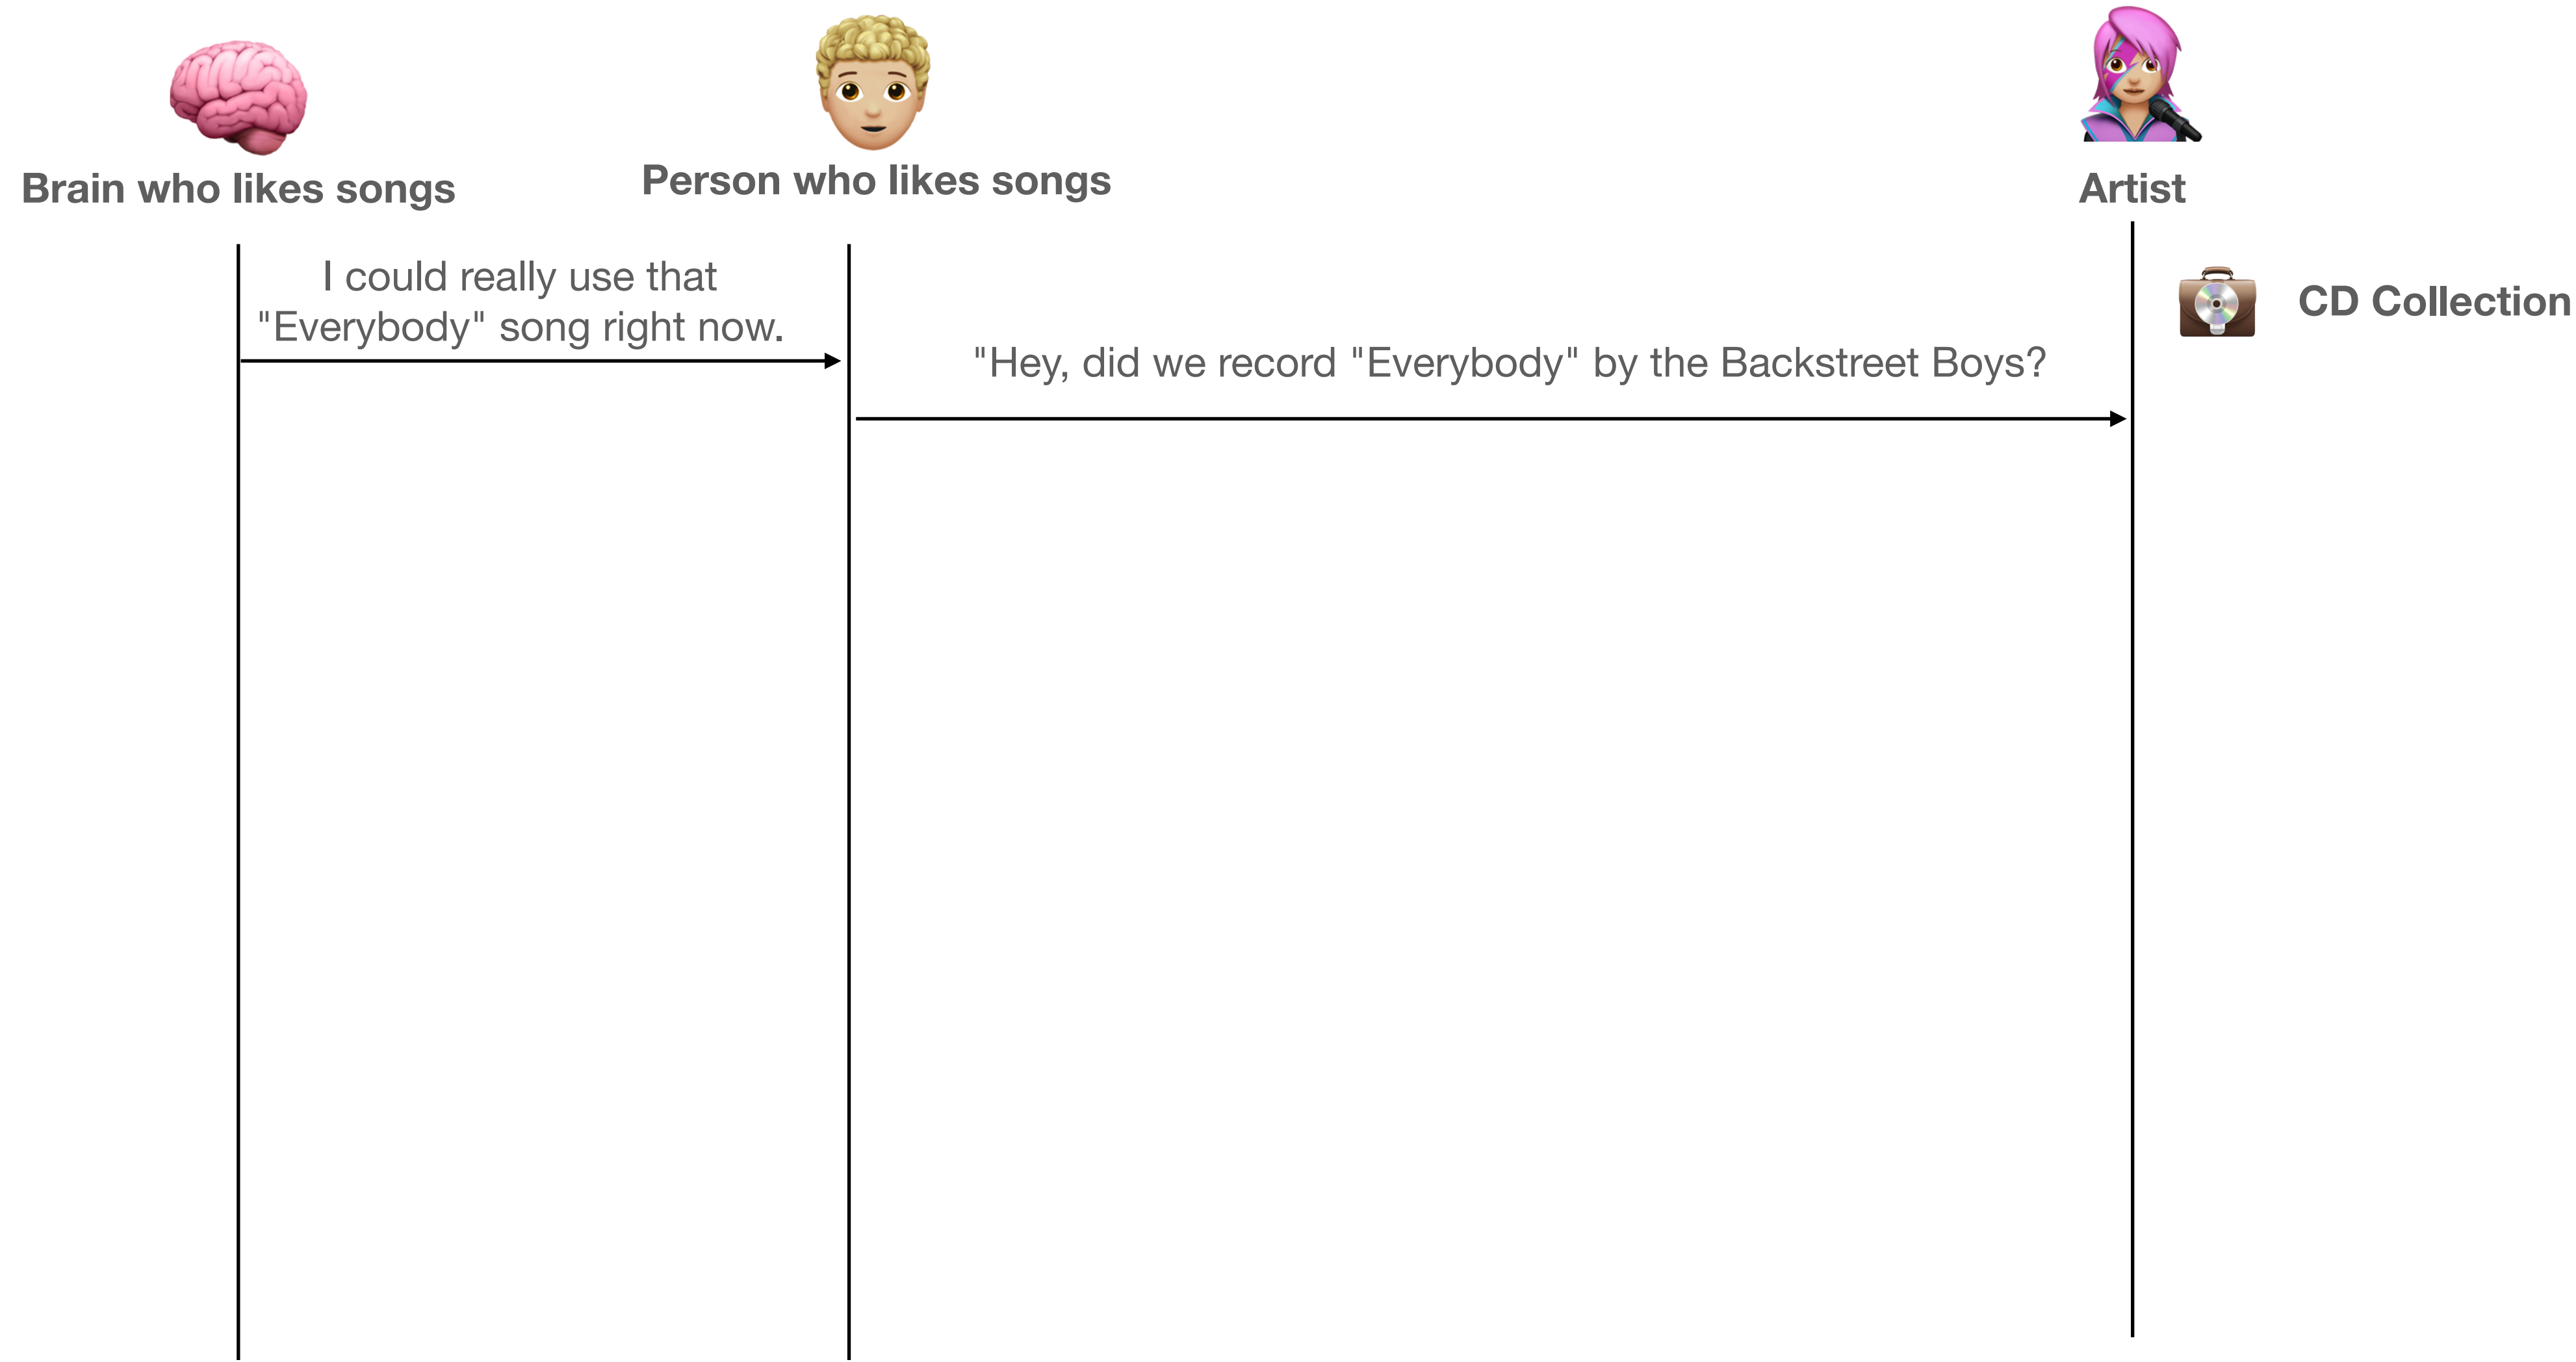 Brain who likes songs
Person who likes songs
Artist
I could really use that
"Everybody" song right now.
CD Collection
"Hey, did we record "Everybody" by the Backstreet Boys?